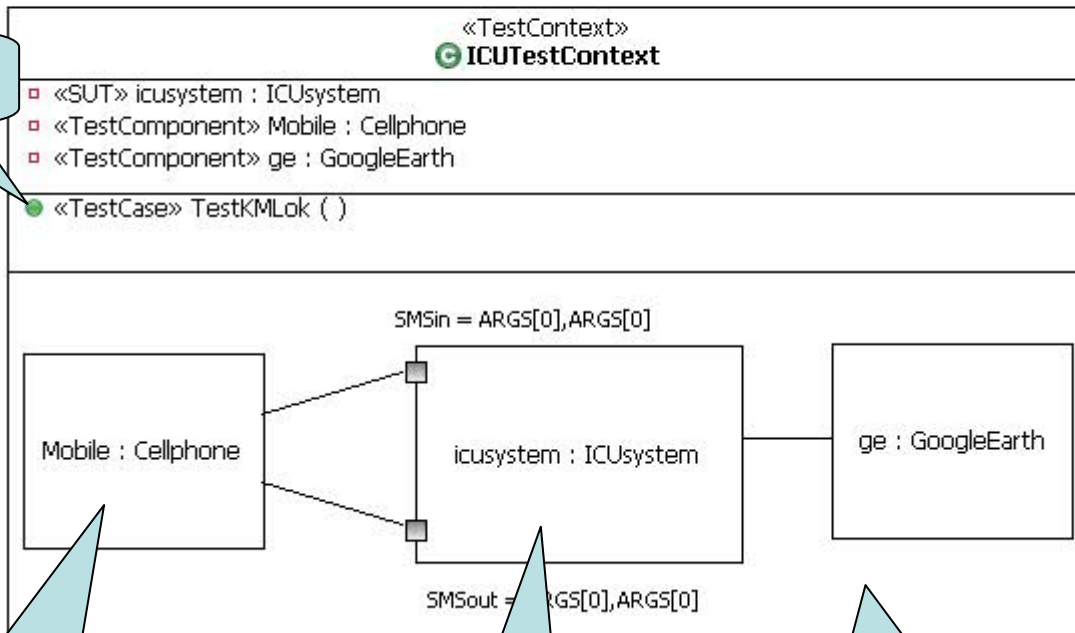 «TestContext»
C ICUTestContext
«SUT» icusystem : ICUsystem
«TestComponent» Mobile : Cellphone
«TestComponent» ge : GoogleEarth
«TestCase» TestKMLok ( )
SMSin = ARGS[0],ARGS[0]
Mobile : Cellphone
icusystem : ICUsystem
ge : GoogleEarth
SMSout = RGS[0],ARGS[0]